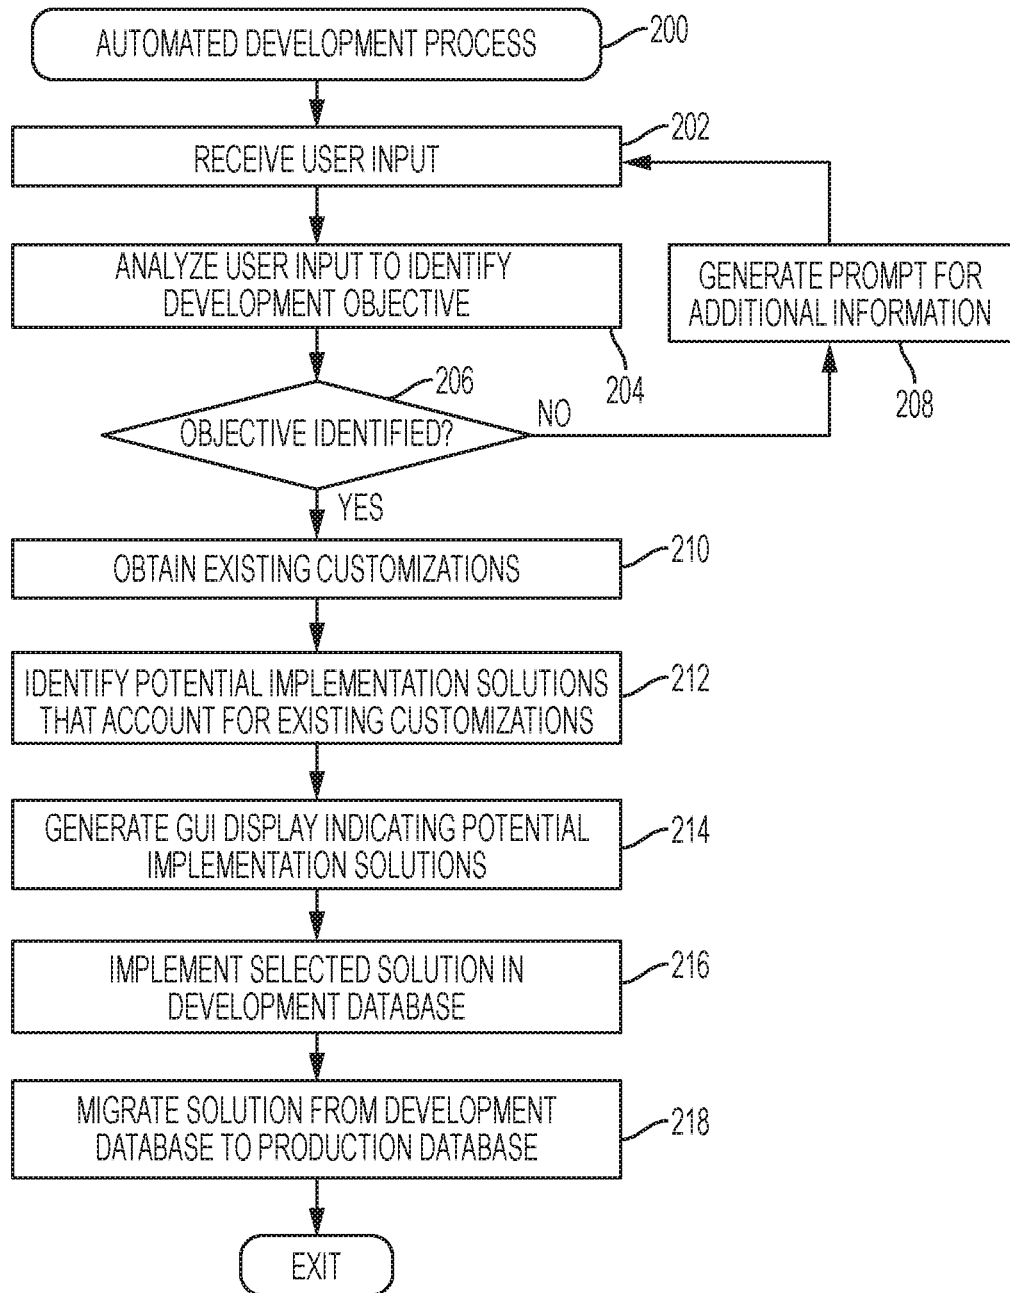 AUTOMATED DEVELOPMENT PROCESS
200
RECEIVE USER INPUT
202
ANALYZE USER INPUT TO IDENTIFY
DEVELOPMENT OBJECTIVE
204
GENERATE PROMPT FOR
ADDITIONAL INFORMATION
208
206
OBJECTIVE IDENTIFIED?
NO
YES
OBTAIN EXISTING CUSTOMIZATIONS
210
IDENTIFY POTENTIAL IMPLEMENTATION SOLUTIONS
THAT ACCOUNT FOR EXISTING CUSTOMIZATIONS
212
GENERATE GUI DISPLAY INDICATING POTENTIAL
IMPLEMENTATION SOLUTIONS
214
IMPLEMENT SELECTED SOLUTION IN
DEVELOPMENT DATABASE
216
MIGRATE SOLUTION FROM DEVELOPMENT
DATABASE TO PRODUCTION DATABASE
218
EXIT